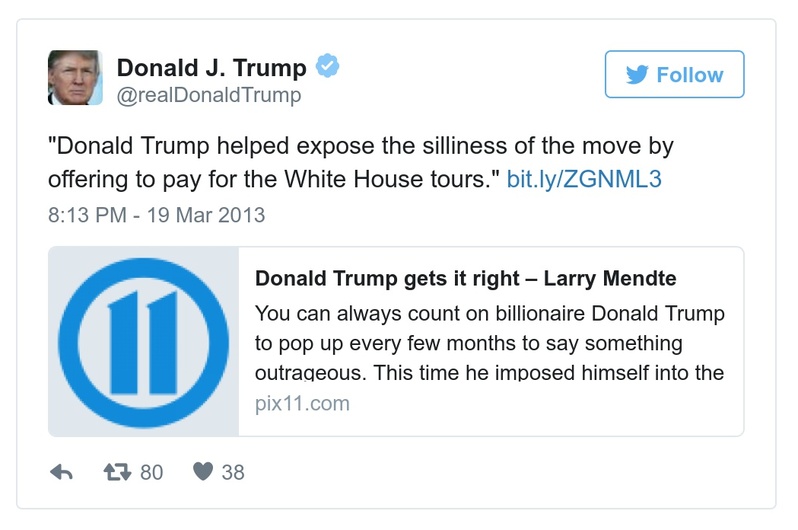 Donald J. Trump
@realDonaldTrump
Follow
"Donald Trump helped expose the silliness of the move by
offering to pay for the White House tours." bit.ly/ZGNML3
8:13 PM - 19 Mar 2013
11
Donald Trump gets it right – Larry Mendte
You can always count on billionaire Donald Trump
to pop up every few months to say something
outrageous. This time he imposed himself into the
pix11.com
80
38